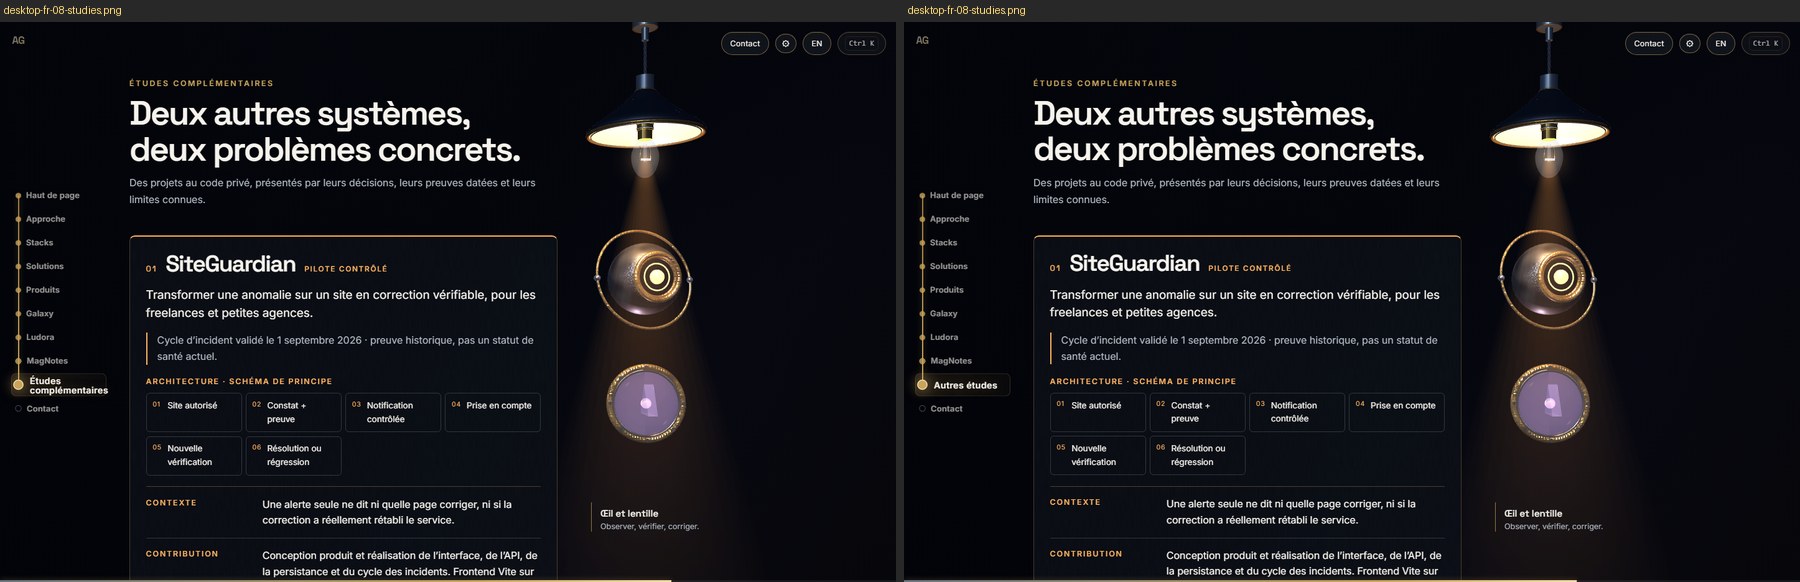 desktop-fr-08-studies.png
AG
Contact
⚙
EN
Ctrl K
ÉTUDES COMPLÉMENTAIRES
Deux autres systèmes,
deux problèmes concrets.
Des projets au code privé, présentés par leurs décisions, leurs preuves datées et leurs
limites connues.
Haut de page
Approche
Stacks
Solutions
Produits
Galaxy
Ludora
MagNotes
Études
complémentaires
Contact
01 SiteGuardian PILOTE CONTRÔLÉ
Transformer une anomalie sur un site en correction vérifiable, pour les
freelances et petites agences.
Cycle d’incident validé le 1 septembre 2026 · preuve historique, pas un statut de
santé actuel.
ARCHITECTURE · SCHÉMA DE PRINCIPE
01 Site autorisé
02 Constat +
preuve
03 Notification
contrôlée
04 Prise en compte
05 Nouvelle
vérification
06 Résolution ou
régression
CONTEXTE
Une alerte seule ne dit ni quelle page corriger, ni si la
correction a réellement rétabli le service.
CONTRIBUTION
Conception produit et réalisation de l’interface, de l’API, de
la persistance et du cycle des incidents. Frontend Vite sur
Œil et lentille
Observer, vérifier, corriger.
desktop-fr-08-studies.png
AG
Contact
⚙
EN
Ctrl K
ÉTUDES COMPLÉMENTAIRES
Deux autres systèmes,
deux problèmes concrets.
Des projets au code privé, présentés par leurs décisions, leurs preuves datées et leurs
limites connues.
Haut de page
Approche
Stacks
Solutions
Produits
Galaxy
Ludora
MagNotes
Autres études
Contact
01 SiteGuardian PILOTE CONTRÔLÉ
Transformer une anomalie sur un site en correction vérifiable, pour les
freelances et petites agences.
Cycle d’incident validé le 1 septembre 2026 · preuve historique, pas un statut de
santé actuel.
ARCHITECTURE · SCHÉMA DE PRINCIPE
01 Site autorisé
02 Constat +
preuve
03 Notification
contrôlée
04 Prise en compte
05 Nouvelle
vérification
06 Résolution ou
régression
CONTEXTE
Une alerte seule ne dit ni quelle page corriger, ni si la
correction a réellement rétabli le service.
CONTRIBUTION
Conception produit et réalisation de l’interface, de l’API, de
la persistance et du cycle des incidents. Frontend Vite sur
Œil et lentille
Observer, vérifier, corriger.